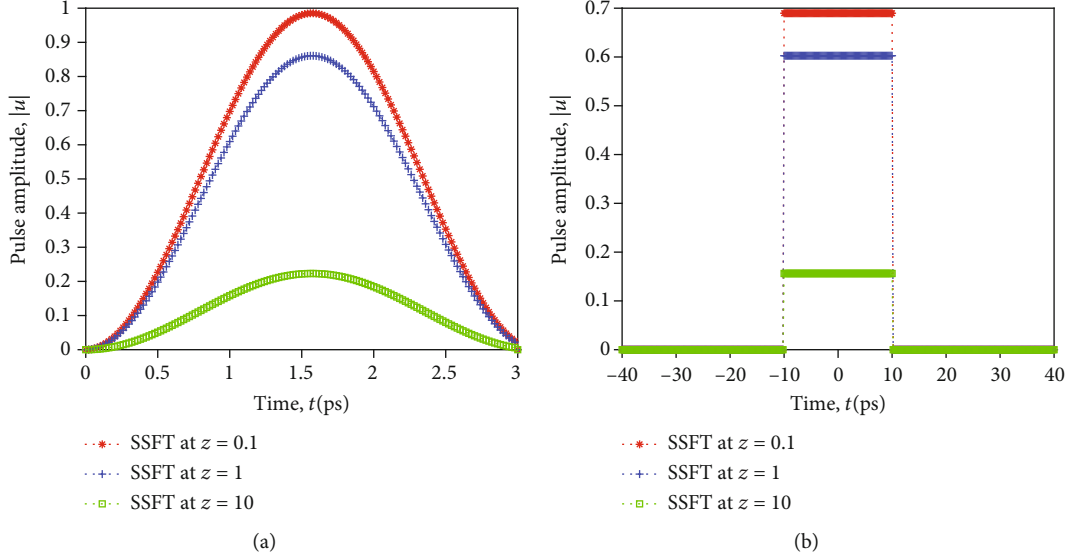 Pulse amplitude, |u|
1
0.9
0.8
0.7
0.6
0.5
0.4
0.3
0.2
0.1
0
0 0.5 1 1.5 2 2.5 3
Time, t(ps)
SSFT at z = 0.1
SSFT at z = 1
SSFT at z = 10
(a)
Pulse amplitude, |u|
0.7
0.6
0.5
0.4
0.3
0.2
0.1
0
−40 −30 −20 −10 0 10 20 30 40
Time, t(ps)
SSFT at z = 0.1
SSFT at z = 1
SSFT at z = 10
(b)